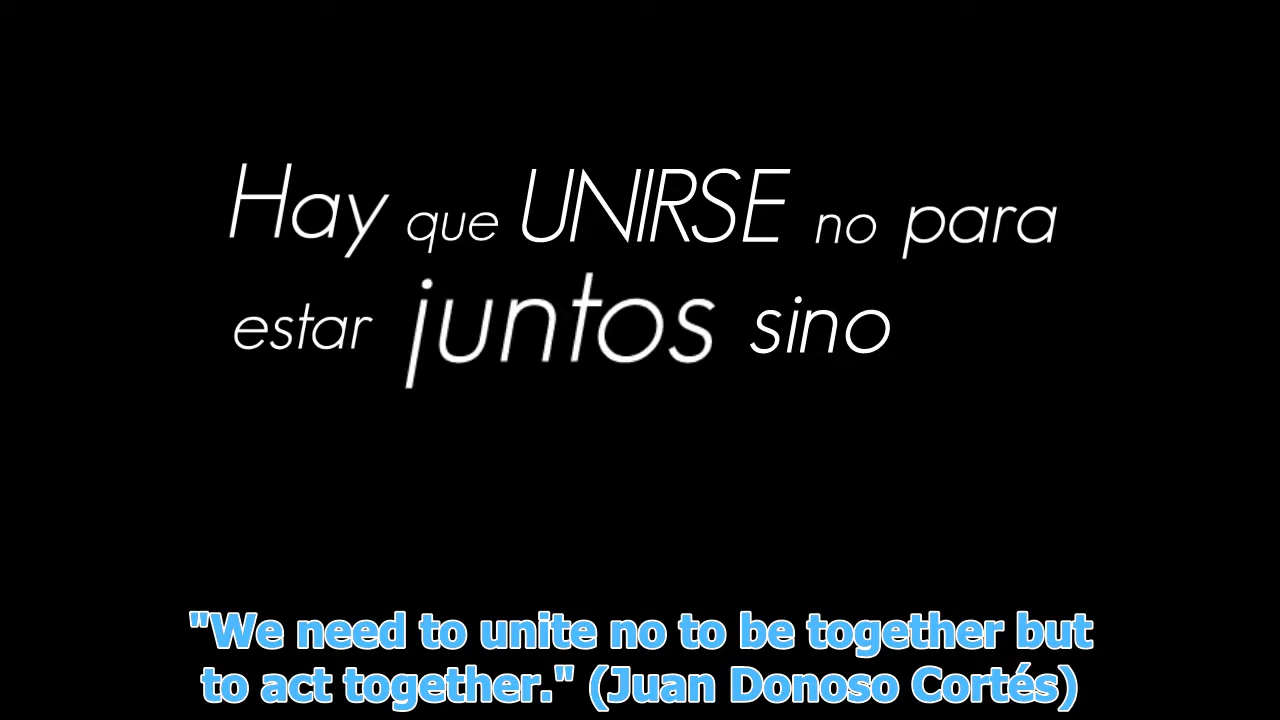 Hay que UNIRSE no para
estar juntos sino
"We need to unite no to be together but
to act together." (Juan Donoso Cortés)